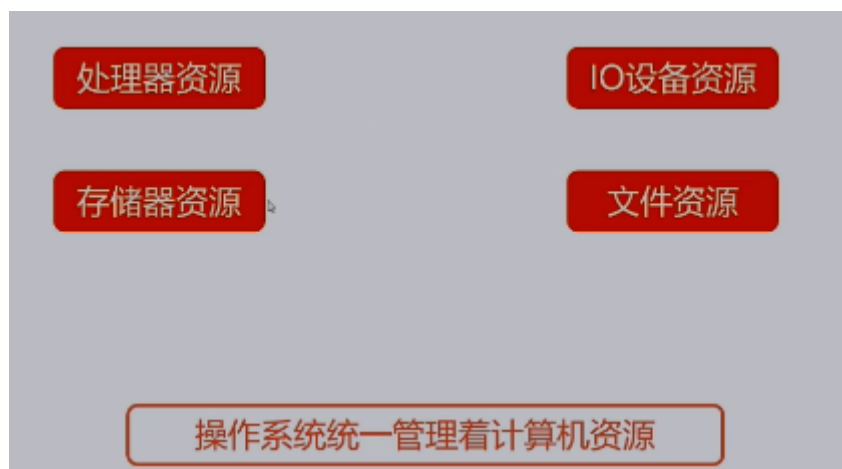 处理器资源
IO设备资源
存储器资源
文件资源
操作系统统一管理着计算机资源